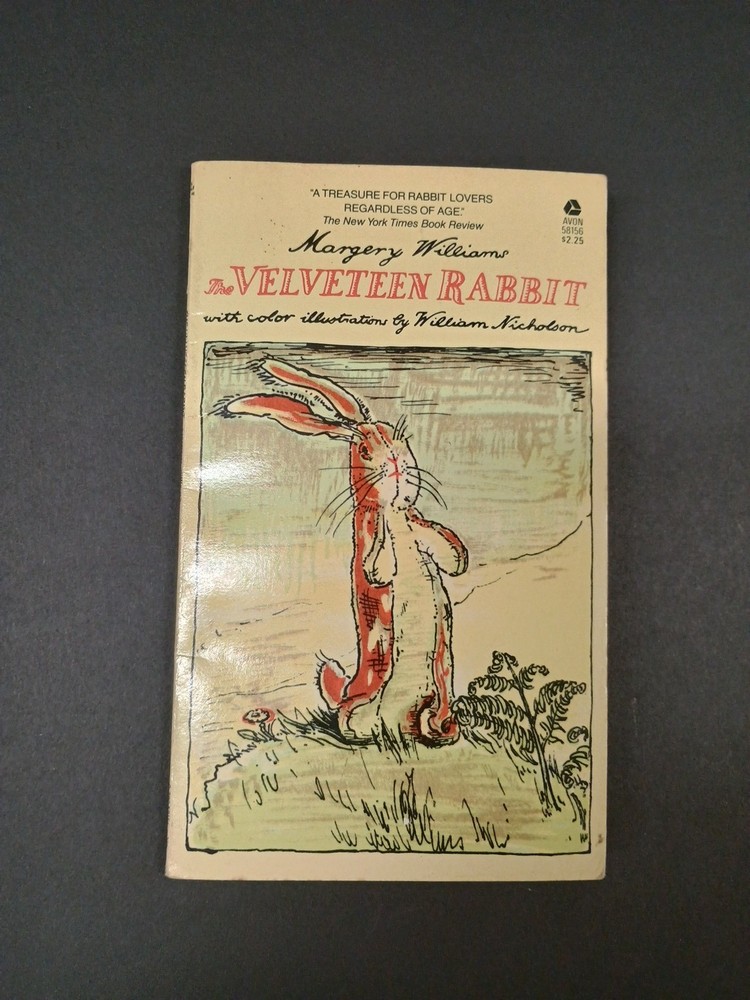 "A TREASURE FOR RABBIT LOVERS
REGARDLESS OF AGE."
The New York Times Book Review
AVON
58156
$2.25
Margery Williams
The VELVETEEN RABBIT
with color illustrations by William Nicholson